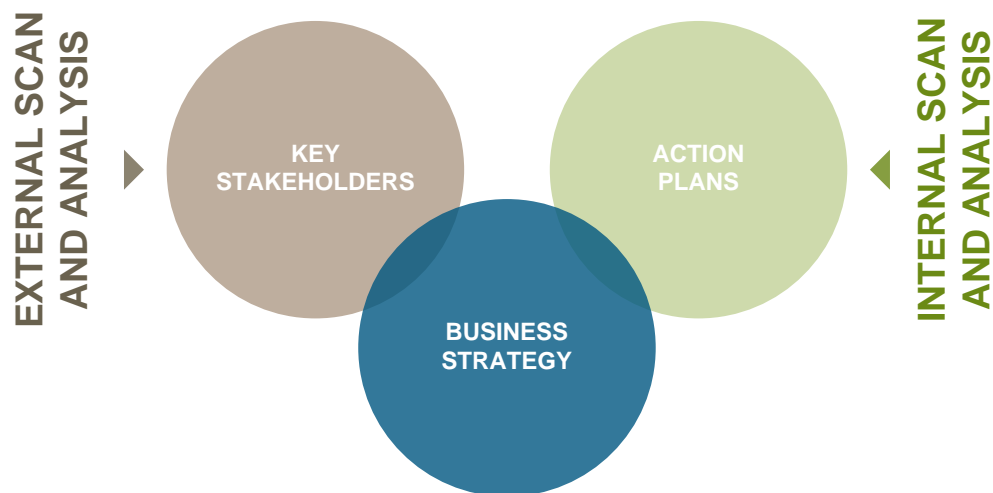 EXTERNAL SCAN
AND ANALYSIS
KEY
STAKEHOLDERS
ACTION
PLANS
BUSINESS
STRATEGY
INTERNAL SCAN
AND ANALYSIS